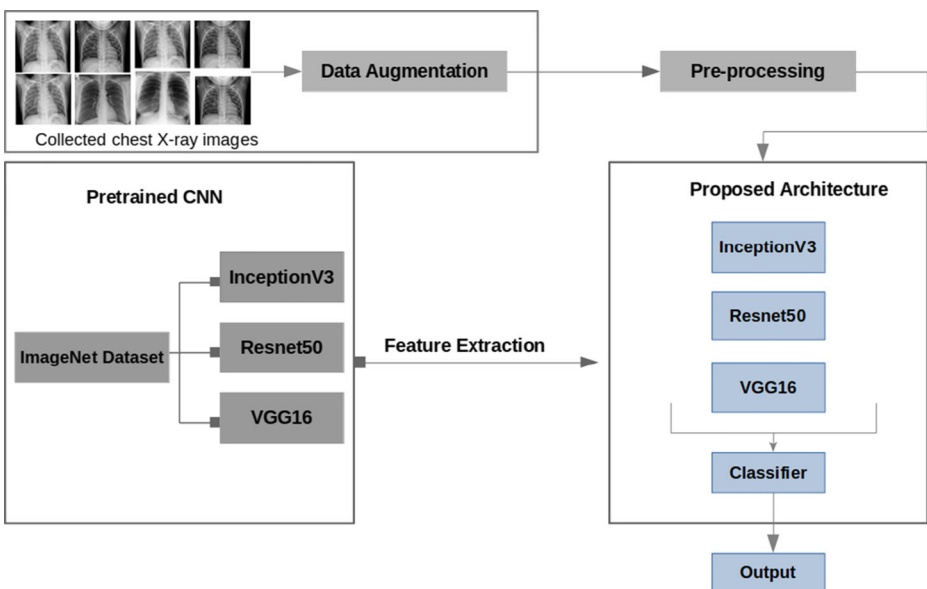 Data Augmentation
Pre-processing
Collected chest X-ray images
Pretrained CNN
InceptionV3
ImageNet Dataset
Resnet50
VGG16
Feature Extraction
Proposed Architecture
InceptionV3
Resnet50
VGG16
Classifier
Output